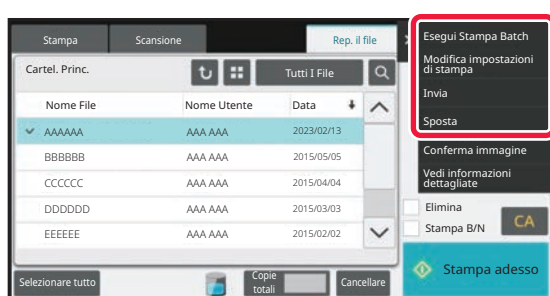 Stampa
Scansione
Rep. il file
Cartel. Princ.
Tutti I File
Nome File
Nome Utente
Data
AAAAAA
AAA AAA
2023/02/13
BBBBBB
AAA AAA
2015/05/05
CCCCCC
AAA AAA
2015/04/04
DDDDDD
AAA AAA
2015/03/03
EEEEEE
AAA AAA
2015/02/02
Selezionare tutto
Copie
totali
Cancellare
Esegui Stampa Batch
Modifica impostazioni
di stampa
Invia
Sposta
Conferma immagine
Vedi informazioni
dettagliate
Elimina
Stampa B/N
CA
Stampa adesso